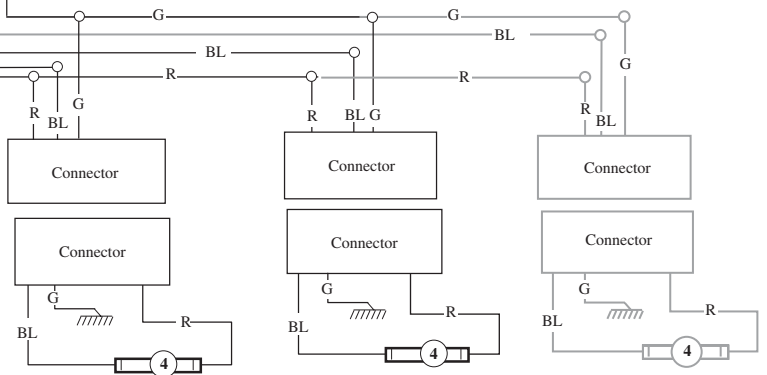 G G
BL
BL
R R
G
G
R BL
R BL G
R BL
Connector Connector Connector
Connector Connector Connector
G G G
BL R BL R BL R
4 4 4